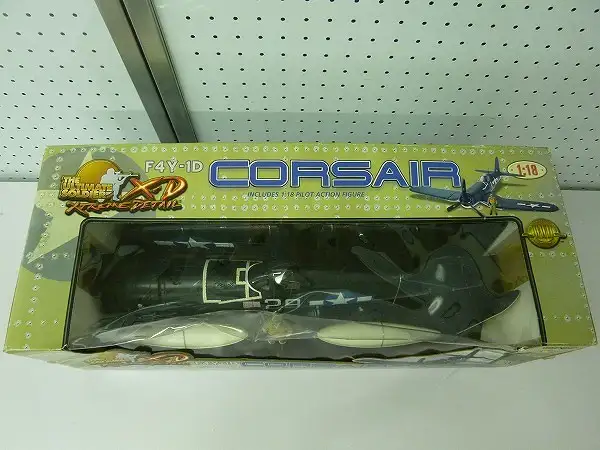 THE
ULTIMATE
SOLDIER
XD
XTREME DETAIL
F4Y-1D
CORSAIR
INCLUDES 1:18 PILOT ACTION FIGURE
1:18